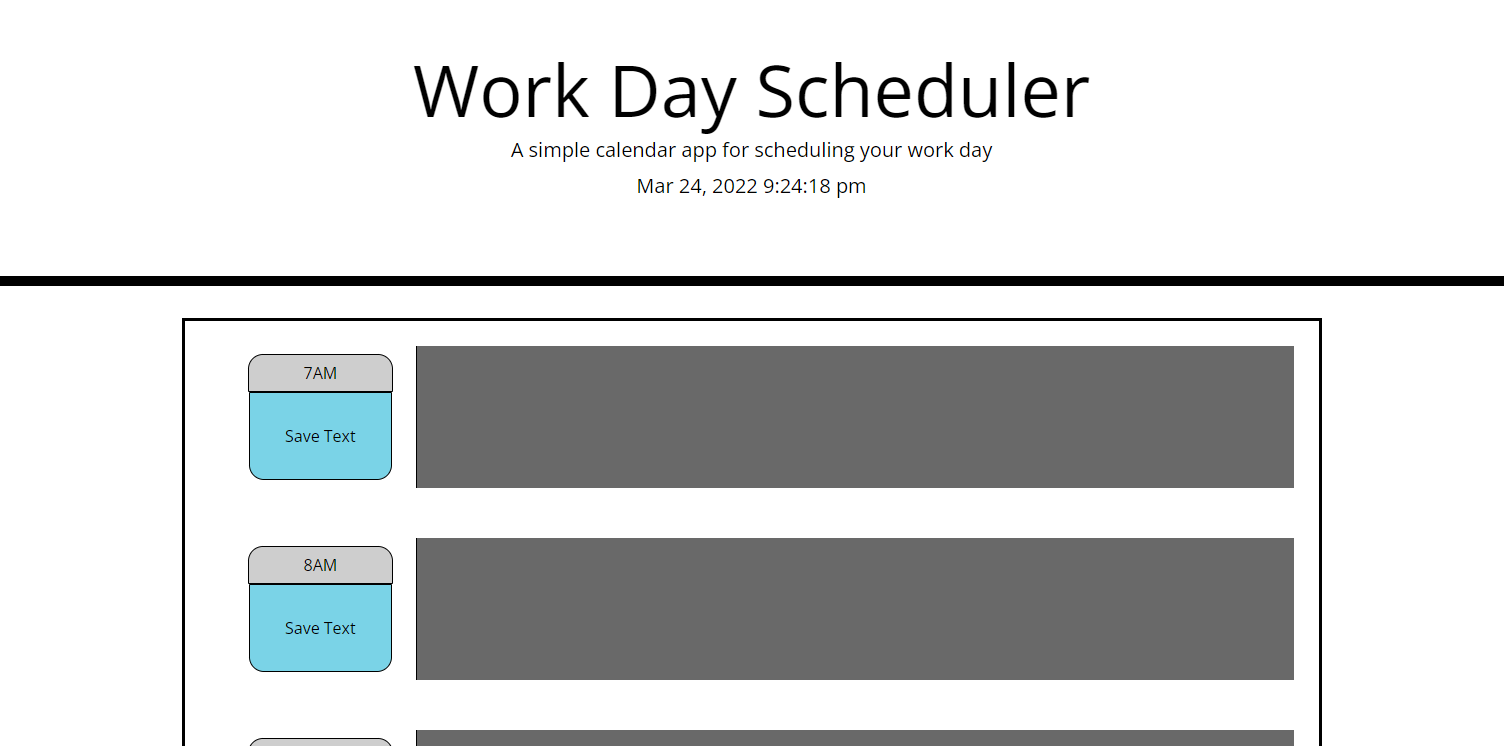 Work Day Scheduler
A simple calendar app for scheduling your work day
Mar 24, 2022 9:24:18 pm
7AM
Save Text
8AM
Save Text